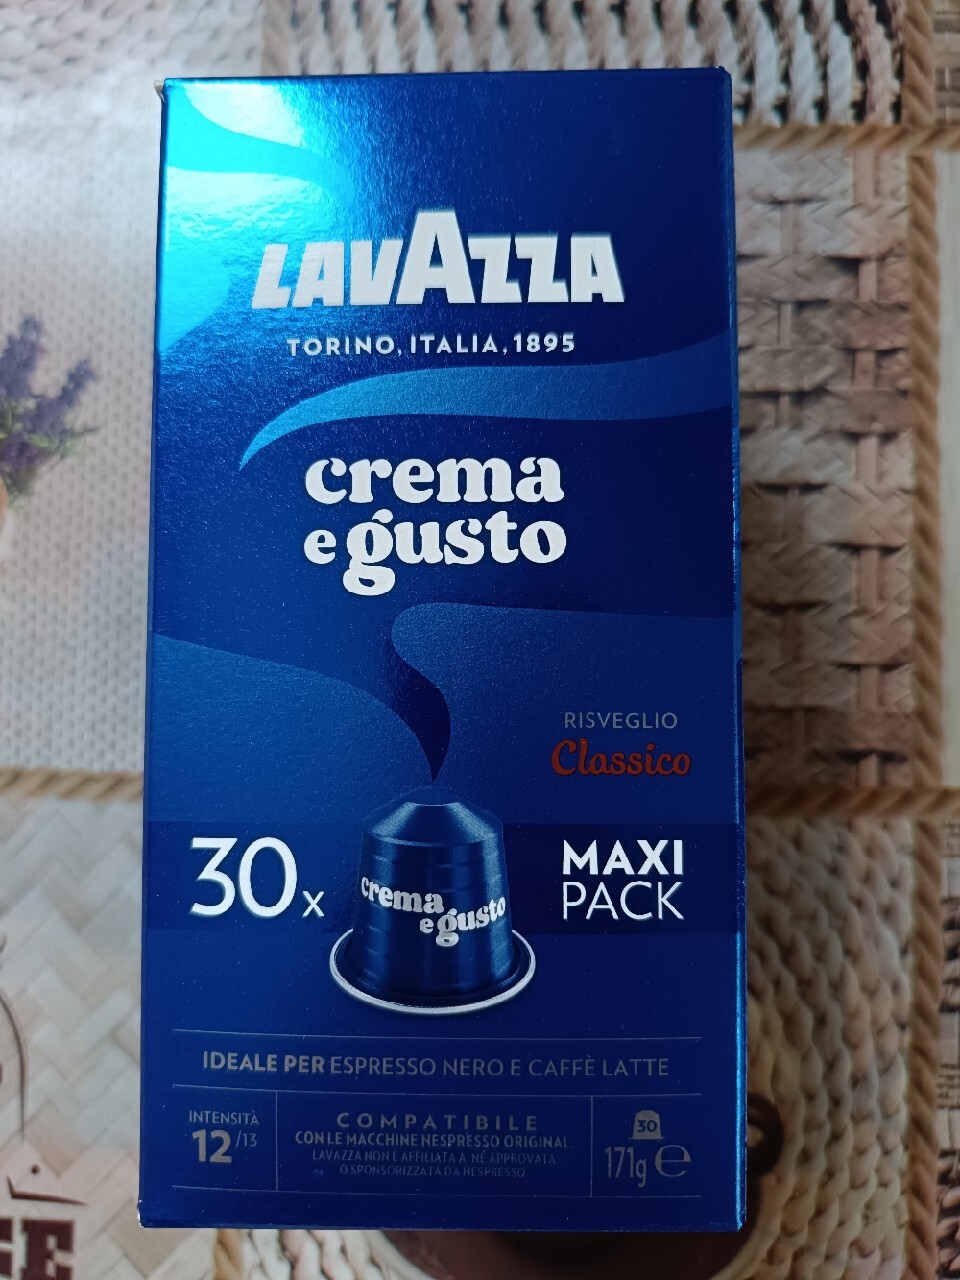 LAVAZZA
TORINO, ITALIA, 1895
crema
e gusto
RISVEGLIO
Classico
30x
MAXI
PACK
crema
e gusto
IDEALE PER ESPRESSO NERO E CAFFÈ LATTE
INTENSITÀ
12/13
COMPATIBILE
CON LE MACCHINE NESPRESSO ORIGINAL.
LAVAZZA NON È AFFILIATA A NÉ APPROVATA
O SPONSORIZZATA DA NESPRESSO
30
171g ℮